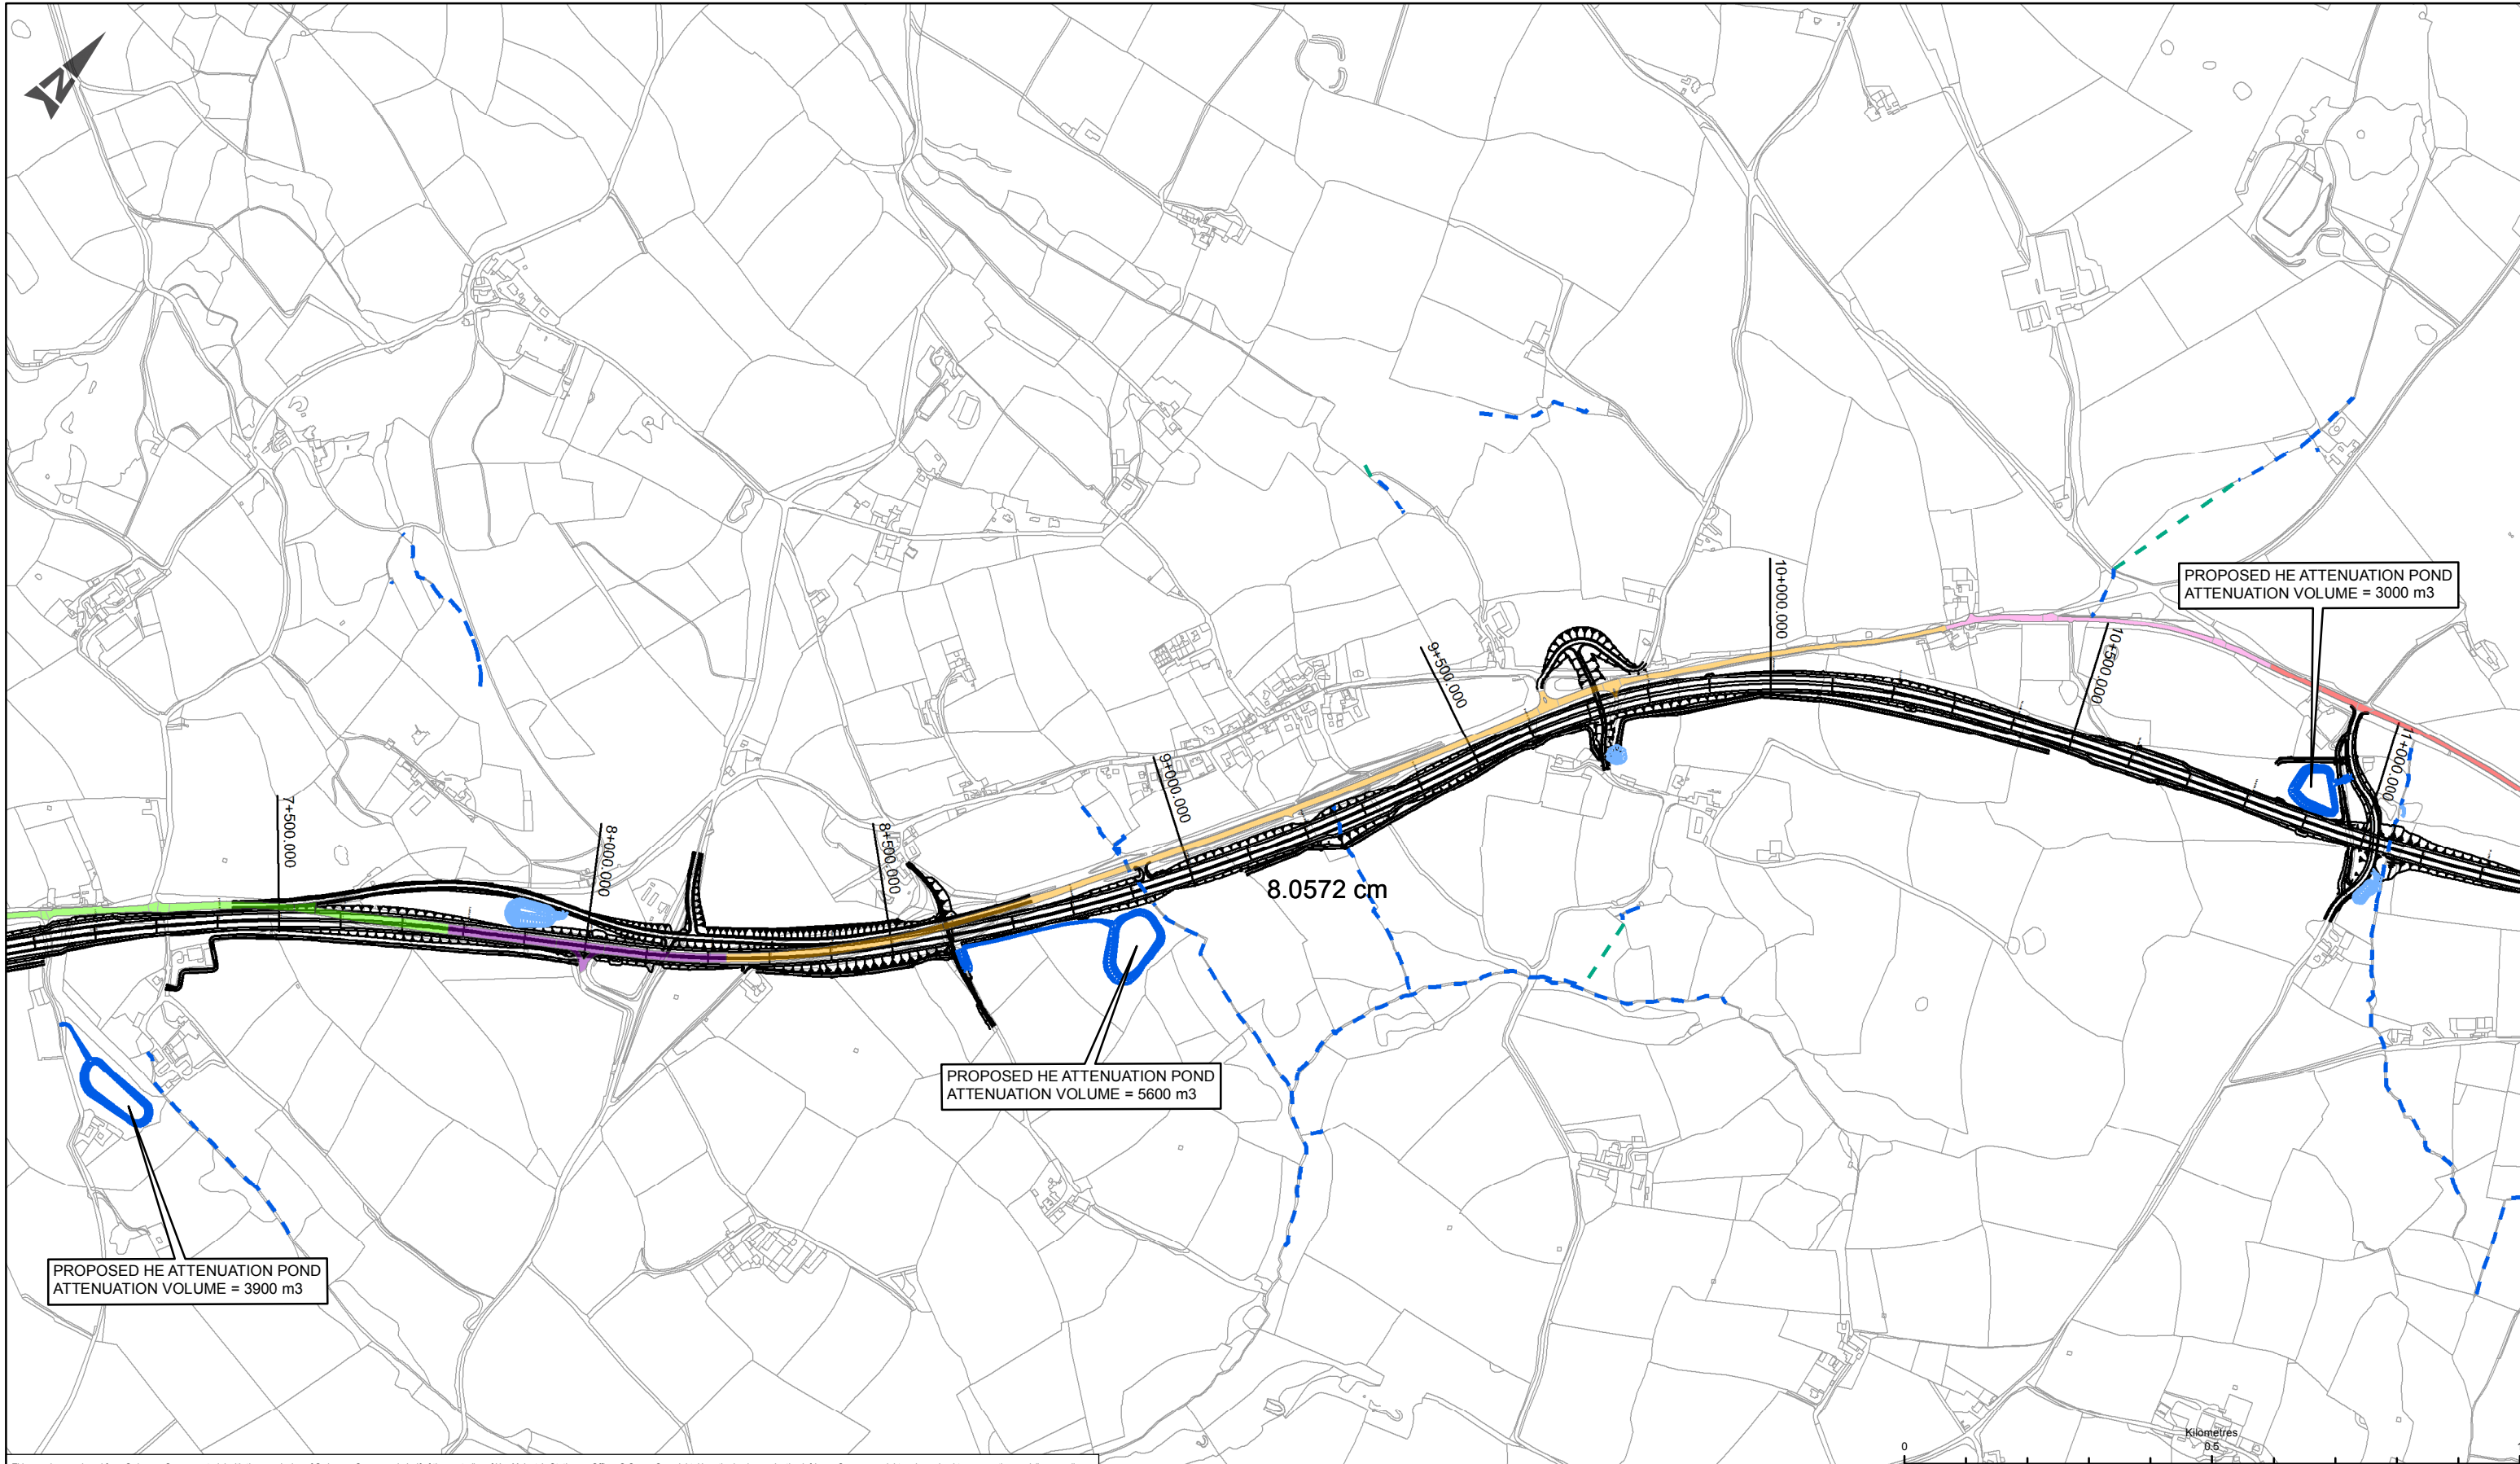 N
PROPOSED HE ATTENUATION POND
ATTENUATION VOLUME = 3000 m3
10+000.000
10+500.000
9+500.000
11+000.000
9+000.000
7+500.000
8+000.000
8+500.000
8.0572 cm
PROPOSED HE ATTENUATION POND
ATTENUATION VOLUME = 5600 m3
PROPOSED HE ATTENUATION POND
ATTENUATION VOLUME = 3900 m3
Kilometres
0
0.5